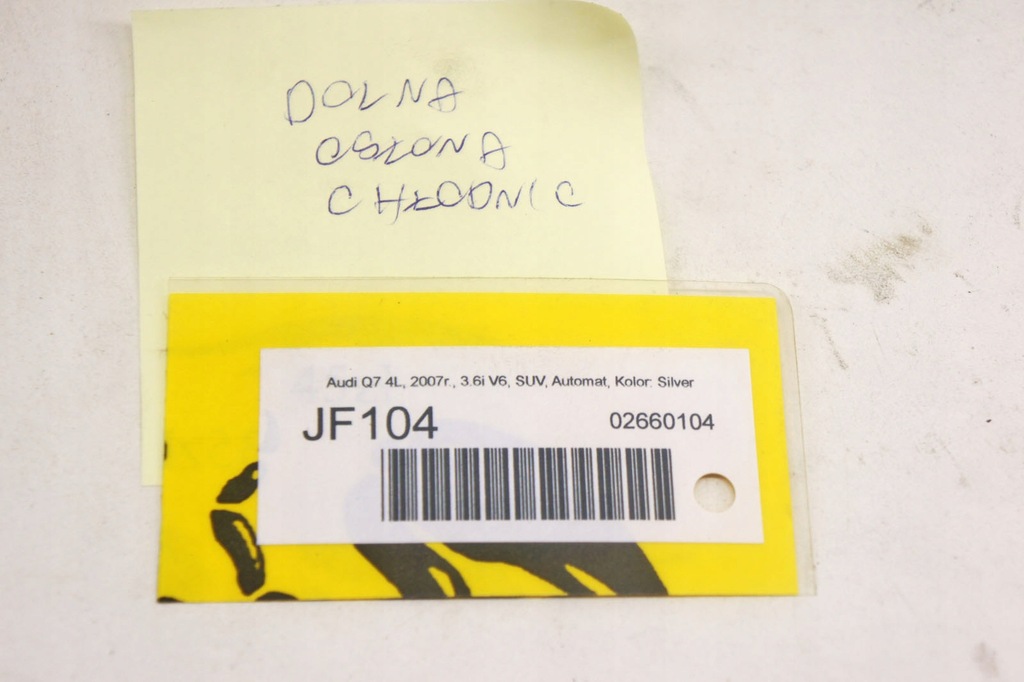 DOLNA
OSŁONA
CHŁODNIC
Audi Q7 4L, 2007r., 3.6i V6, SUV, Automat, Kolor: Silver
JF104 02660104